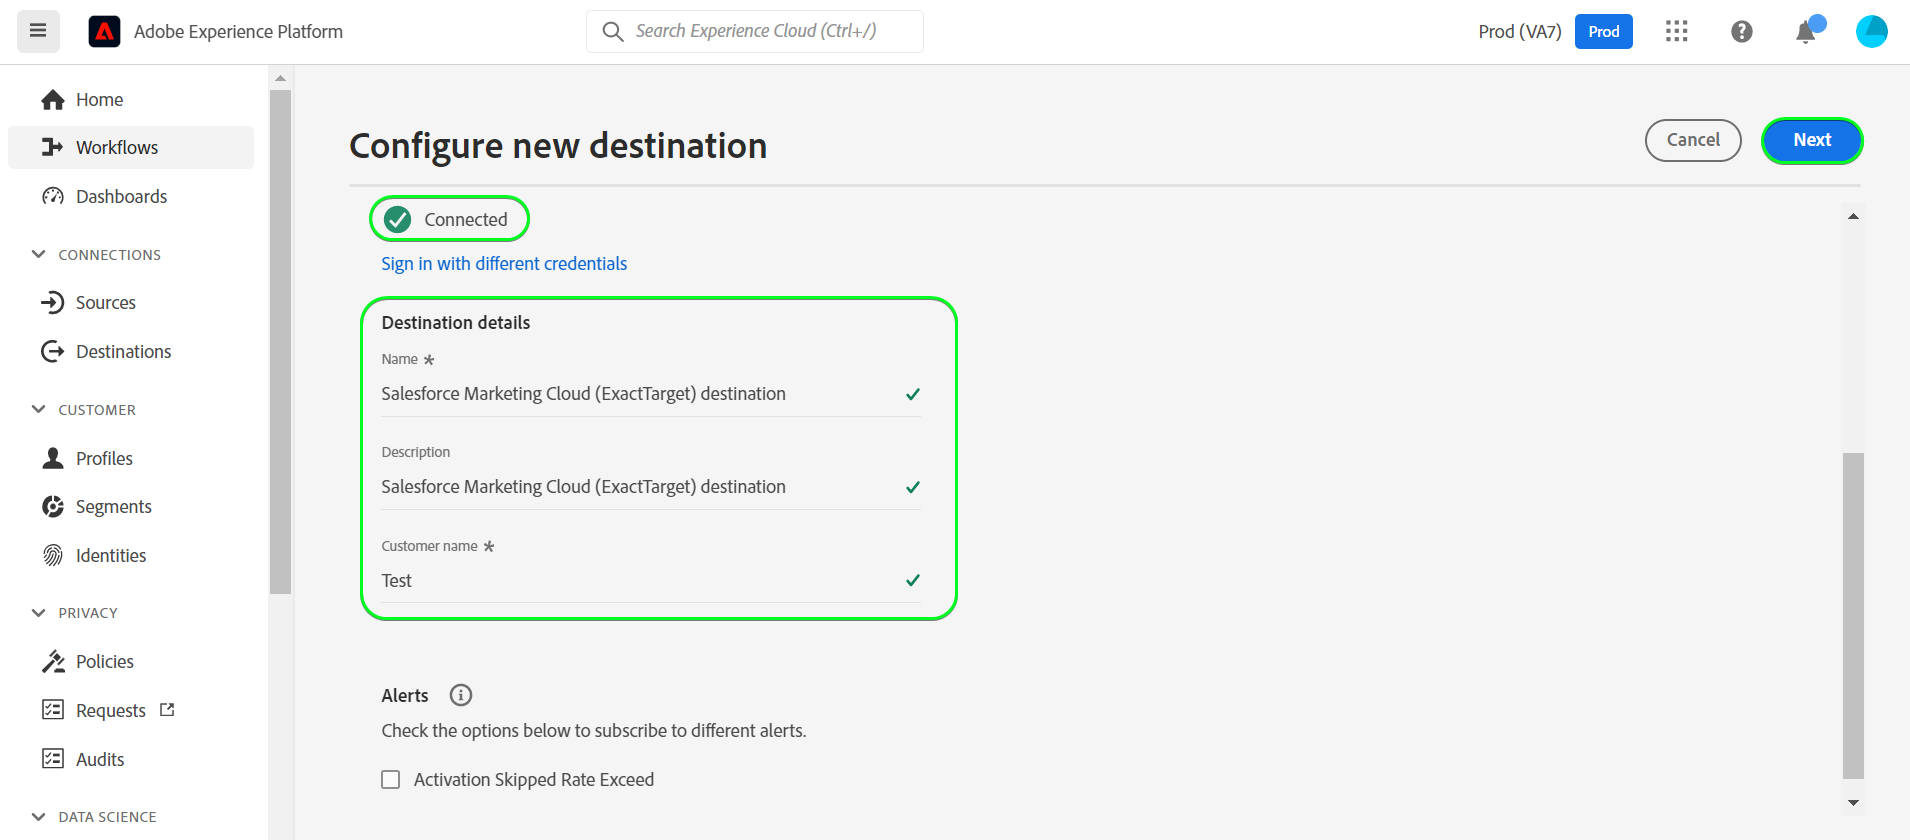 Adobe Experience Platform
Search Experience Cloud (Ctrl+/)
Prod (VA7)
Prod
Home
Workflows
Dashboards
CONNECTIONS
Sources
Destinations
CUSTOMER
Profiles
Segments
Identities
PRIVACY
Policies
Requests
Audits
DATA SCIENCE
Configure new destination
Cancel
Next
Connected
Sign in with different credentials
Destination details
Name *
Salesforce Marketing Cloud (ExactTarget) destination
Description
Salesforce Marketing Cloud (ExactTarget) destination
Customer name *
Test
Alerts
Check the options below to subscribe to different alerts.
Activation Skipped Rate Exceed